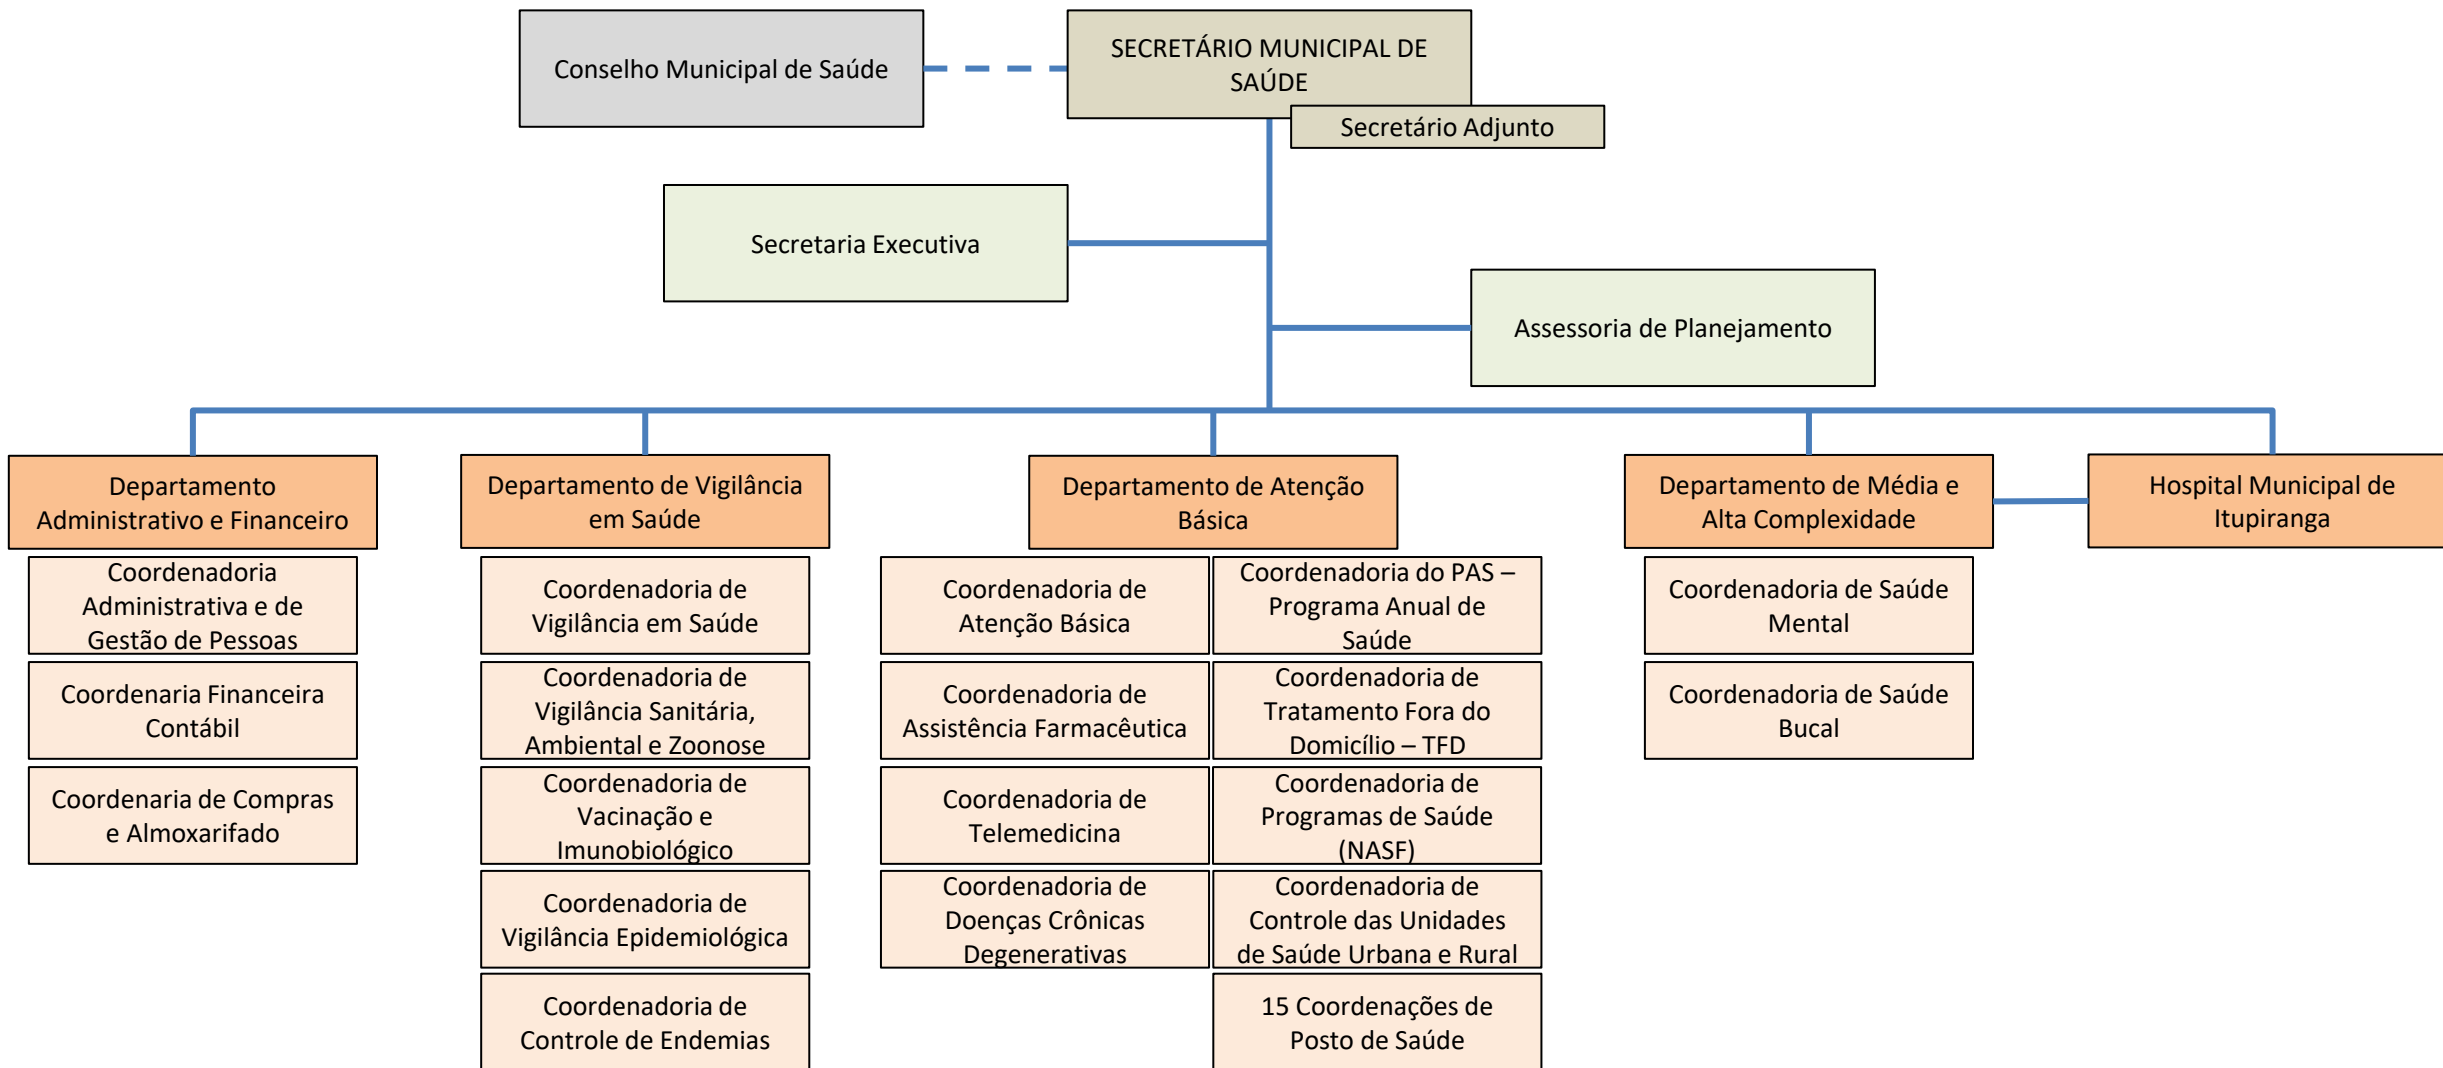 Conselho Municipal de Saúde
SECRETÁRIO MUNICIPAL DE
SAÚDE
Secretário Adjunto
Secretaria Executiva
Assessoria de Planejamento
Departamento
Administrativo e Financeiro
Coordenadoria
Administrativa e de
Gestão de Pessoas
Coordenaria Financeira
Contábil
Coordenaria de Compras
e Almoxarifado
Departamento de Vigilância
em Saúde
Coordenadoria de
Vigilância em Saúde
Coordenadoria de
Vigilância Sanitária,
Ambiental e Zoonose
Coordenadoria de
Vacinação e
Imunobiológico
Coordenadoria de
Vigilância Epidemiológica
Coordenadoria de
Controle de Endemias
Departamento de Atenção
Básica
Coordenadoria de
Atenção Básica
Coordenadoria de
Assistência Farmacêutica
Coordenadoria de
Telemedicina
Coordenadoria de
Doenças Crônicas
Degenerativas
Coordenadoria do PAS –
Programa Anual de
Saúde
Coordenadoria de
Tratamento Fora do
Domicílio – TFD
Coordenadoria de
Programas de Saúde
(NASF)
Coordenadoria de
Controle das Unidades
de Saúde Urbana e Rural
15 Coordenações de
Posto de Saúde
Departamento de Média e
Alta Complexidade
Coordenadoria de Saúde
Mental
Coordenadoria de Saúde
Bucal
Hospital Municipal de
Itupiranga